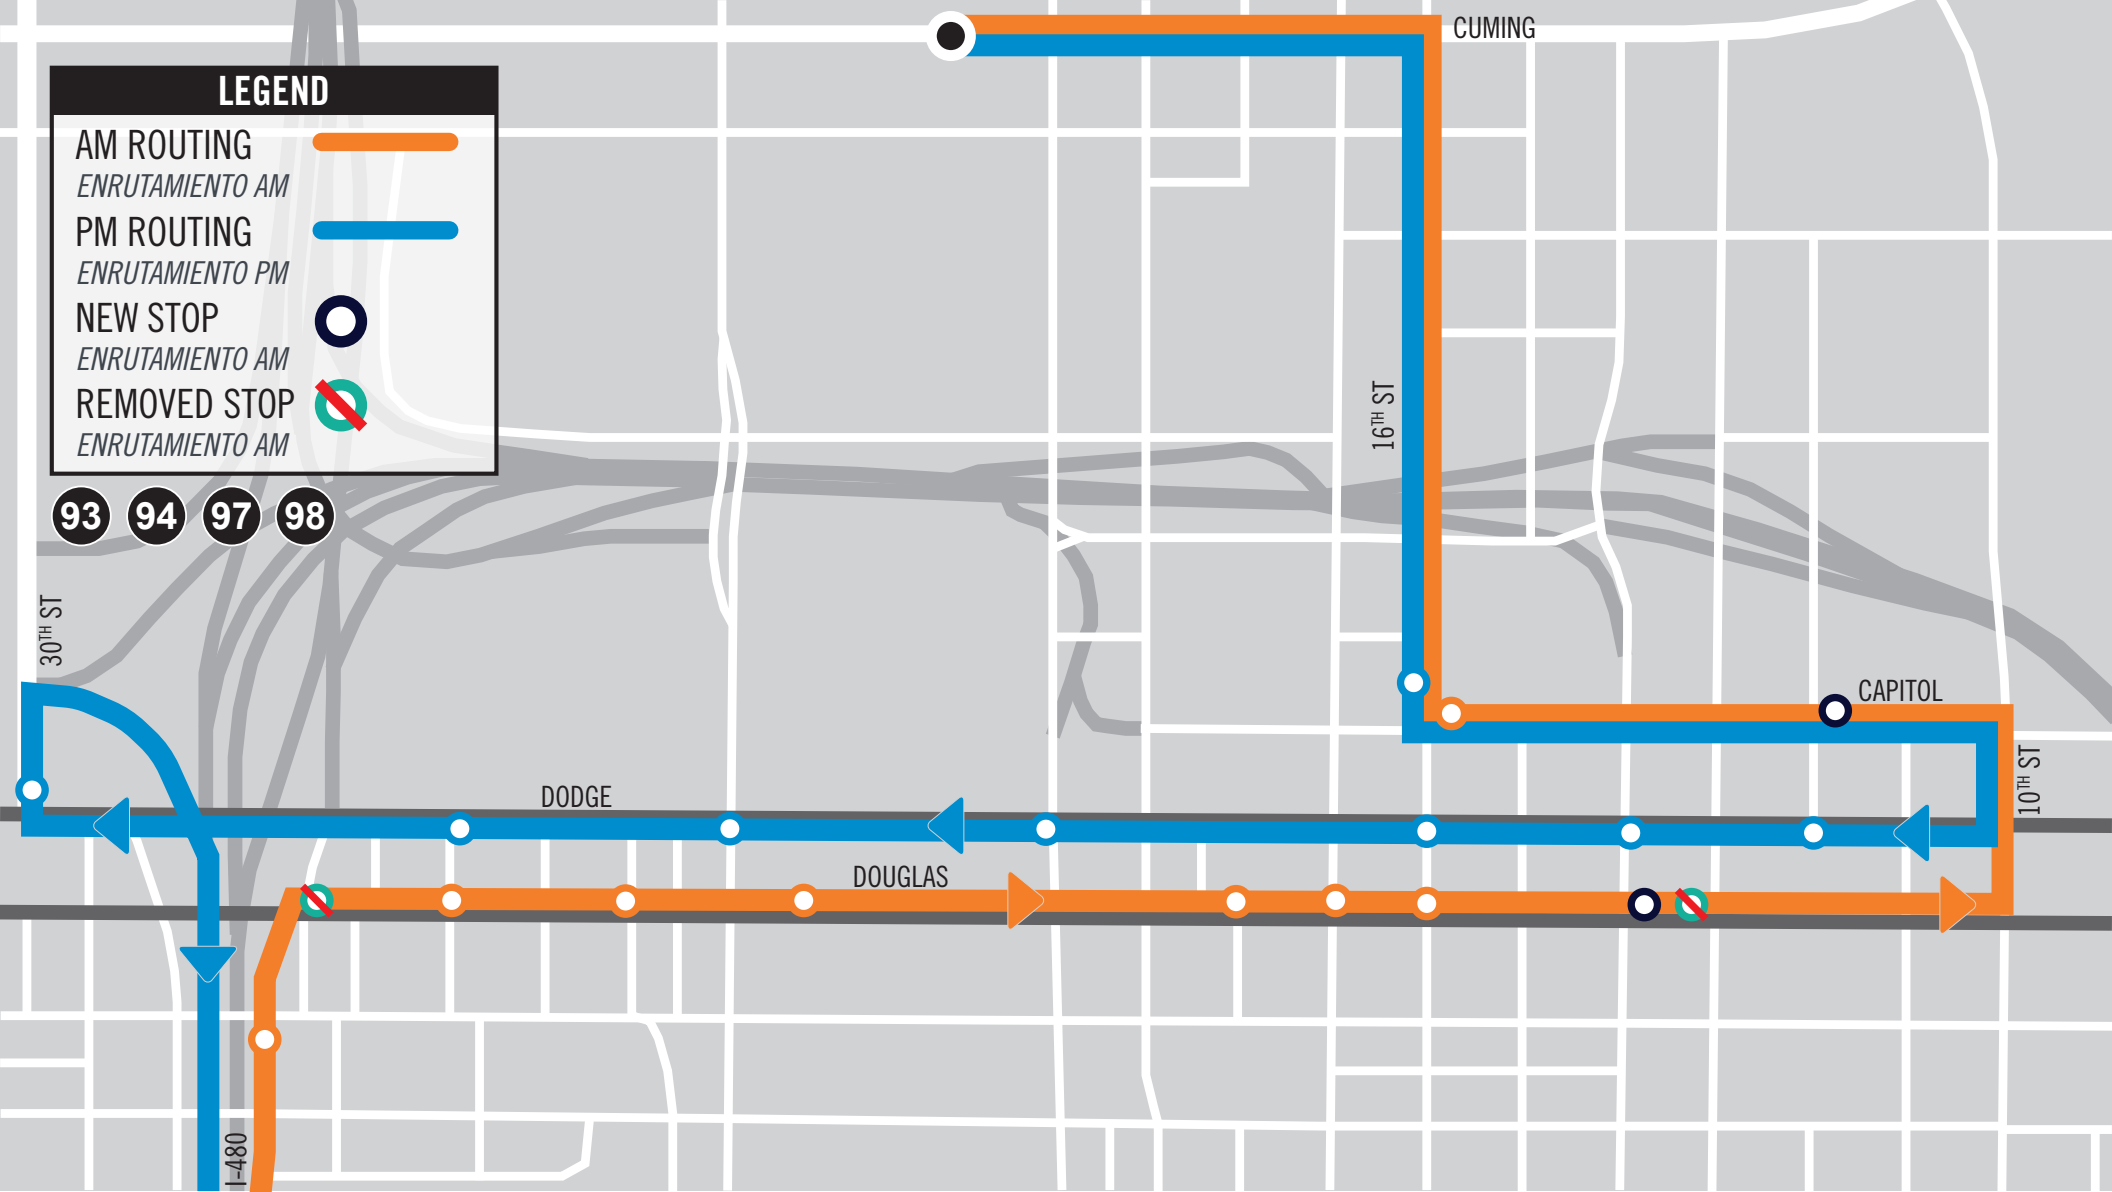 CUMING
LEGEND
AM ROUTING
ENRUTAMIENTO AM
PM ROUTING
ENRUTAMIENTO PM
NEW STOP
ENRUTAMIENTO AM
REMOVED STOP
ENRUTAMIENTO AM
93 94 97 98
16TH ST
30TH ST
CAPITOL
10TH ST
DODGE
DOUGLAS
I-480